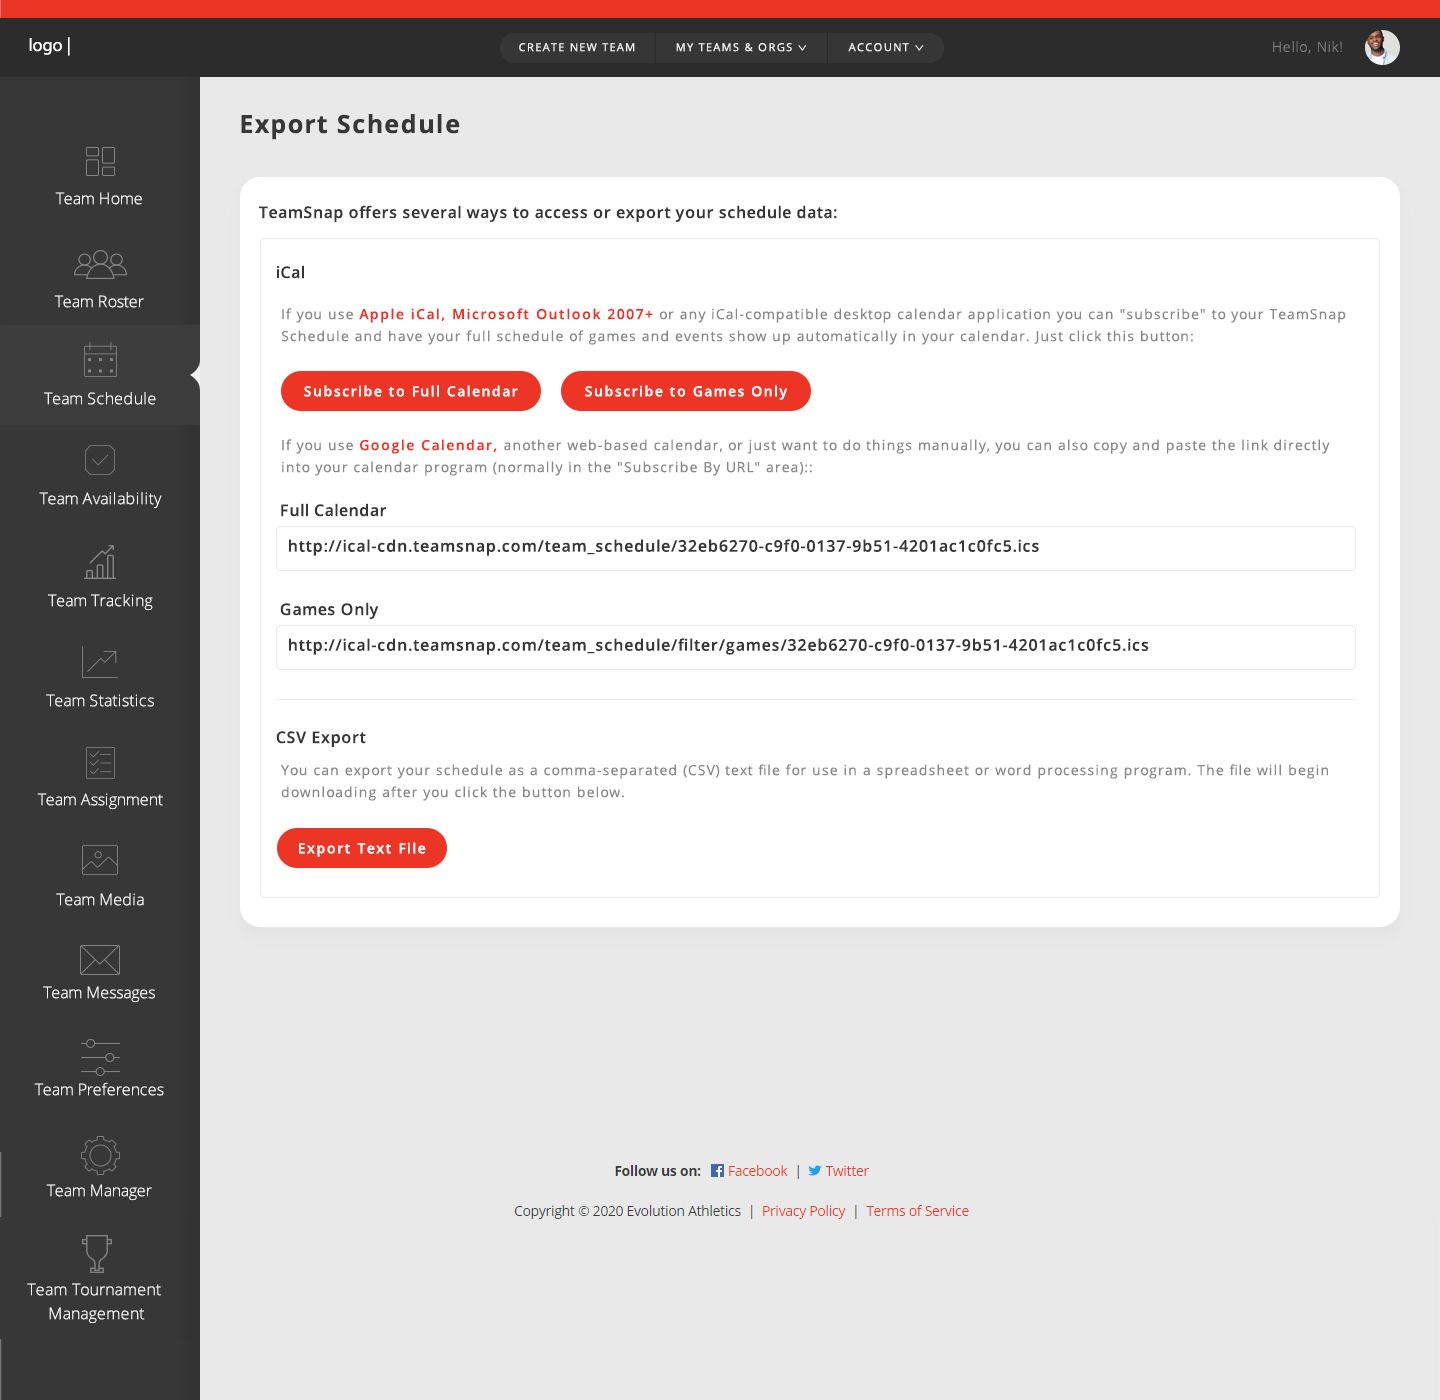 logo |
CREATE NEW TEAM
MY TEAMS & ORGS
ACCOUNT
Hello, Nik!
Team Home
Team Roster
Team Schedule
Team Availability
Team Tracking
Team Statistics
Team Assignment
Team Media
Team Messages
Team Preferences
Team Manager
Team Tournament
Management
Export Schedule
TeamSnap offers several ways to access or export your schedule data:
iCal
If you use Apple iCal, Microsoft Outlook 2007+ or any iCal-compatible desktop calendar application you can "subscribe" to your TeamSnap
Schedule and have your full schedule of games and events show up automatically in your calendar. Just click this button:
Subscribe to Full Calendar
Subscribe to Games Only
If you use Google Calendar, another web-based calendar, or just want to do things manually, you can also copy and paste the link directly
into your calendar program (normally in the "Subscribe By URL" area)::
Full Calendar
http://ical-cdn.teamsnap.com/team_schedule/32eb6270-c9f0-0137-9b51-4201ac1c0fc5.ics
Games Only
http://ical-cdn.teamsnap.com/team_schedule/filter/games/32eb6270-c9f0-0137-9b51-4201ac1c0fc5.ics
CSV Export
You can export your schedule as a comma-separated (CSV) text file for use in a spreadsheet or word processing program. The file will begin
downloading after you click the button below.
Export Text File
Follow us on: Facebook | Twitter
Copyright © 2020 Evolution Athletics | Privacy Policy | Terms of Service